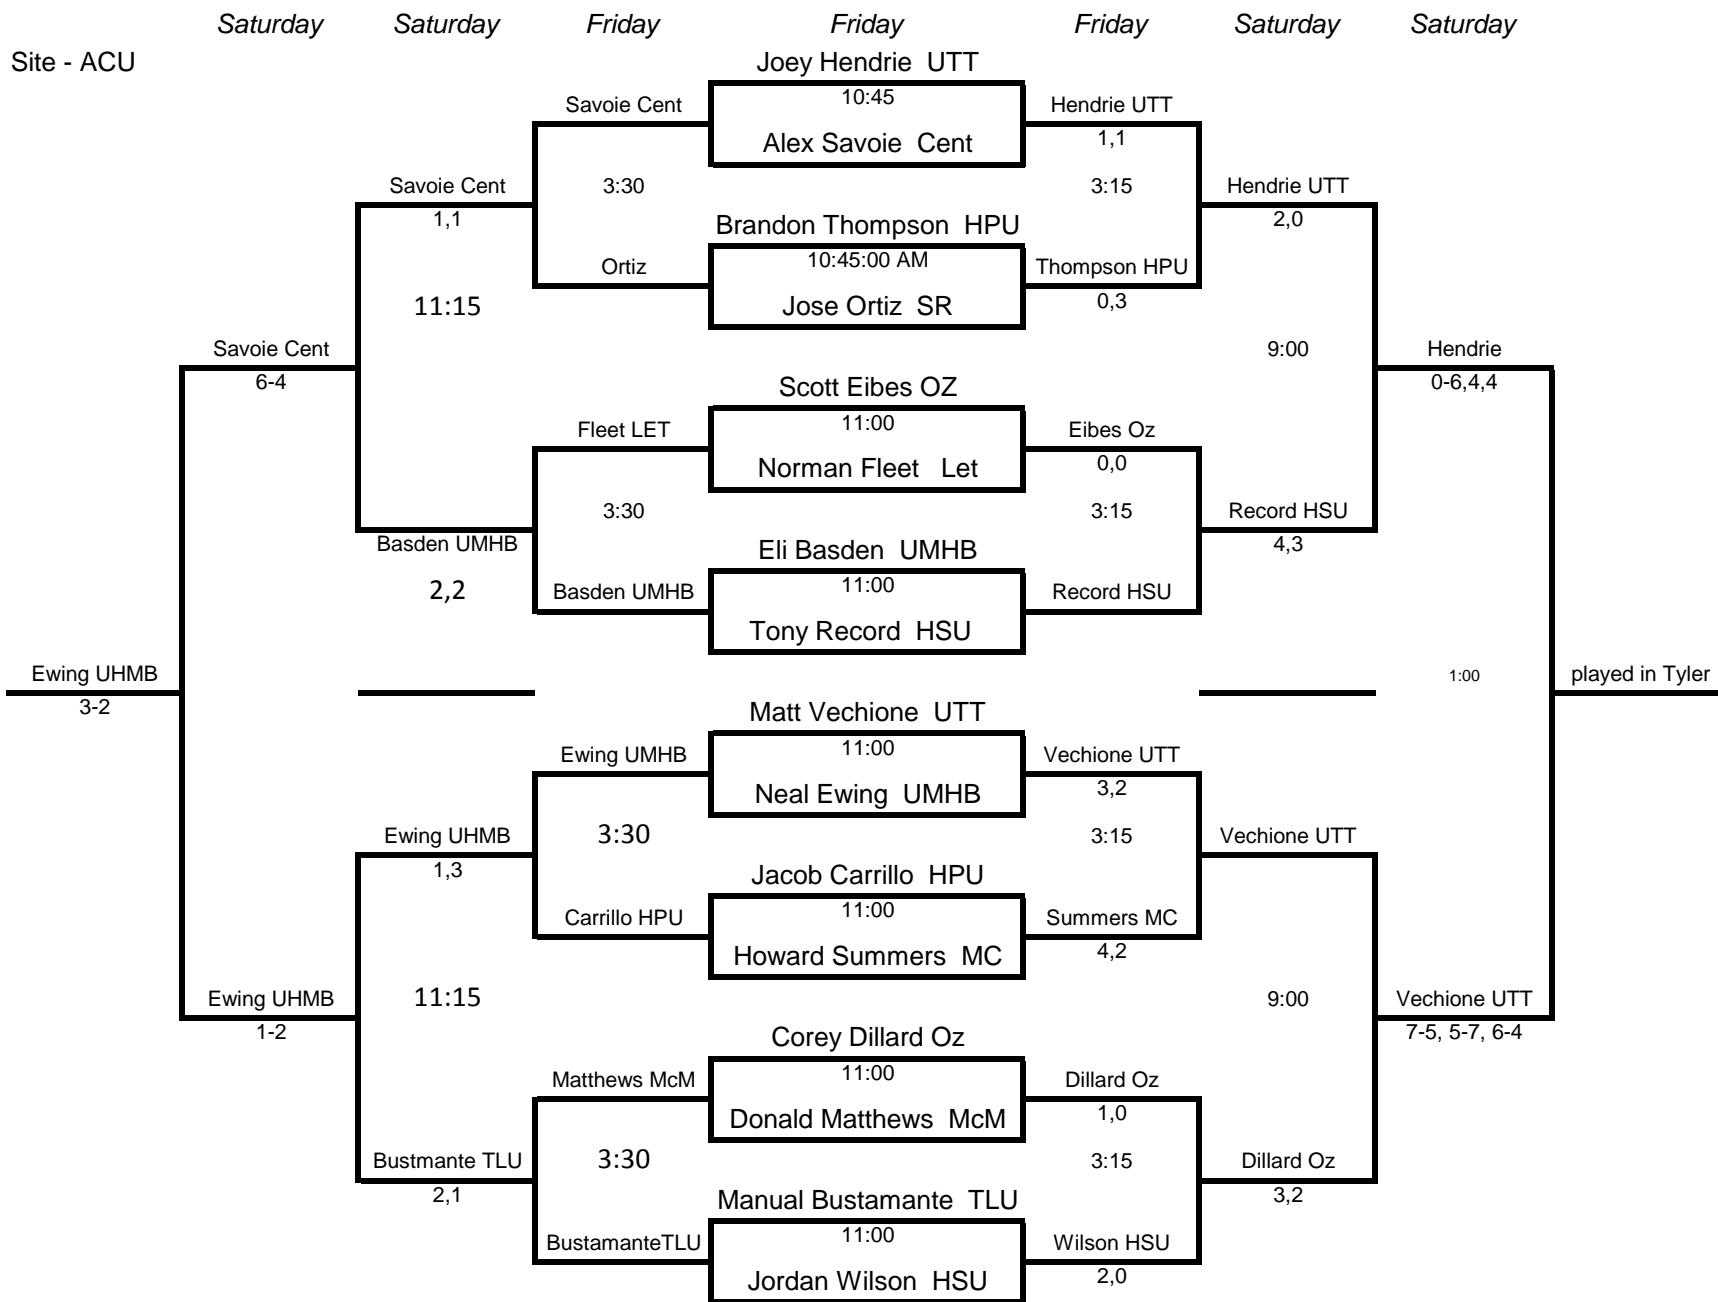 Saturday Saturday Friday Friday Friday Saturday Saturday
Site - ACU
Joey Hendrie UTT
Savoie Cent 10:45 Hendrie UTT
Alex Savoie Cent 1,1
Savoie Cent 3:30 3:15 Hendrie UTT
1,1 2,0
Brandon Thompson HPU
Ortiz 10:45:00 AM Thompson HPU
11:15 Jose Ortiz SR 0,3
Savoie Cent 9:00 Hendrie
6-4 0-6,4,4
Scott Eibes OZ
Fleet LET 11:00 Eibes Oz
Norman Fleet Let 0,0
3:30 3:15 Record HSU
Basden UMHB Eli Basden UMHB 4,3
2,2 Basden UMHB 11:00 Record HSU
Tony Record HSU
Ewing UHMB 1:00 played in Tyler
3-2
Matt Vechione UTT
Ewing UMHB 11:00 Vechione UTT
Neal Ewing UMHB 3,2
Ewing UHMB 3:30 3:15 Vechione UTT
1,3 Jacob Carrillo HPU
Carrillo HPU 11:00 Summers MC
Howard Summers MC 4,2
Ewing UHMB 11:15 9:00 Vechione UTT
1-2 7-5, 5-7, 6-4
Corey Dillard Oz
Matthews McM 11:00 Dillard Oz
Donald Matthews McM 1,0
Bustmante TLU 3:30 3:15 Dillard Oz
2,1 3,2
Manual Bustamante TLU
BustamanteTLU 11:00 Wilson HSU
Jordan Wilson HSU 2,0